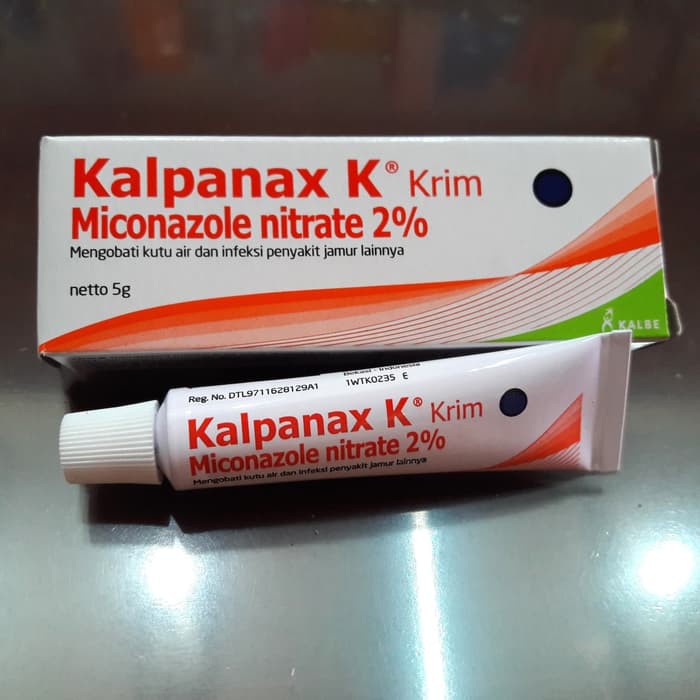 Kalpanax K® Krim
Miconazole nitrate 2%
Mengobati kutu air dan infeksi penyakit jamur lainnya
netto 5g
KALBE
Bekasi - Indonesia
Reg. No. DTL9711628129A1
1WTK0235 E
Kalpanax K® Krim
Miconazole nitrate 2%
Mengobati kutu air dan infeksi penyakit jamur lainnya